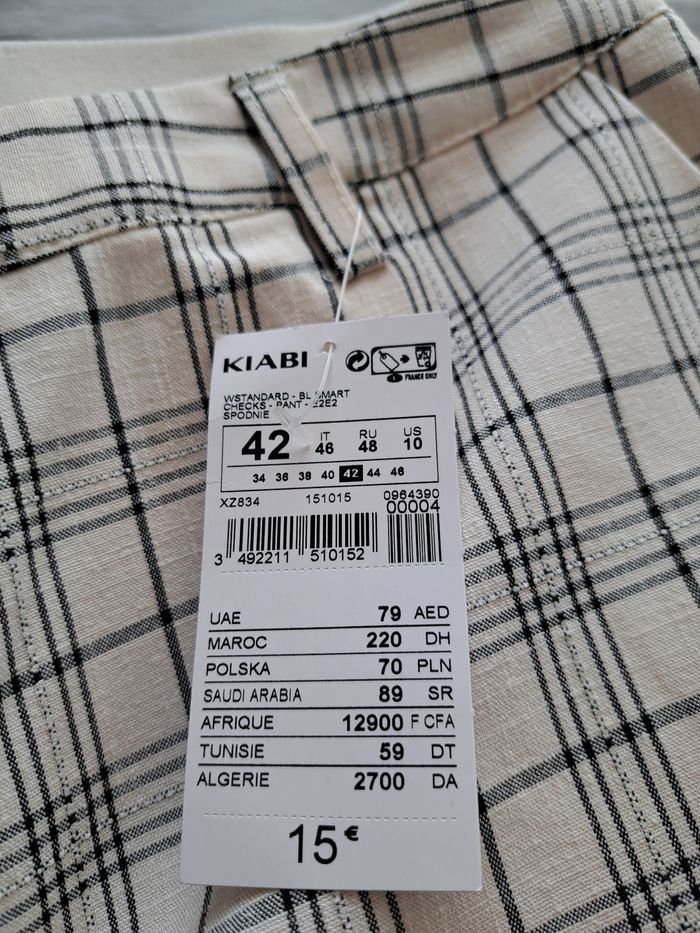 KIABI
FRANCE ONLY
WSTANDARD - BL SMART
CHECKS - PANT - E2E2
SPODNIE
42 IT 46 RU 48 US 10
34 36 38 40 42 44 46
XZ834 151015 0964390
00004
3 492211 510152
UAE 79 AED
MAROC 220 DH
POLSKA 70 PLN
SAUDI ARABIA 89 SR
AFRIQUE 12900 F CFA
TUNISIE 59 DT
ALGERIE 2700 DA
15€